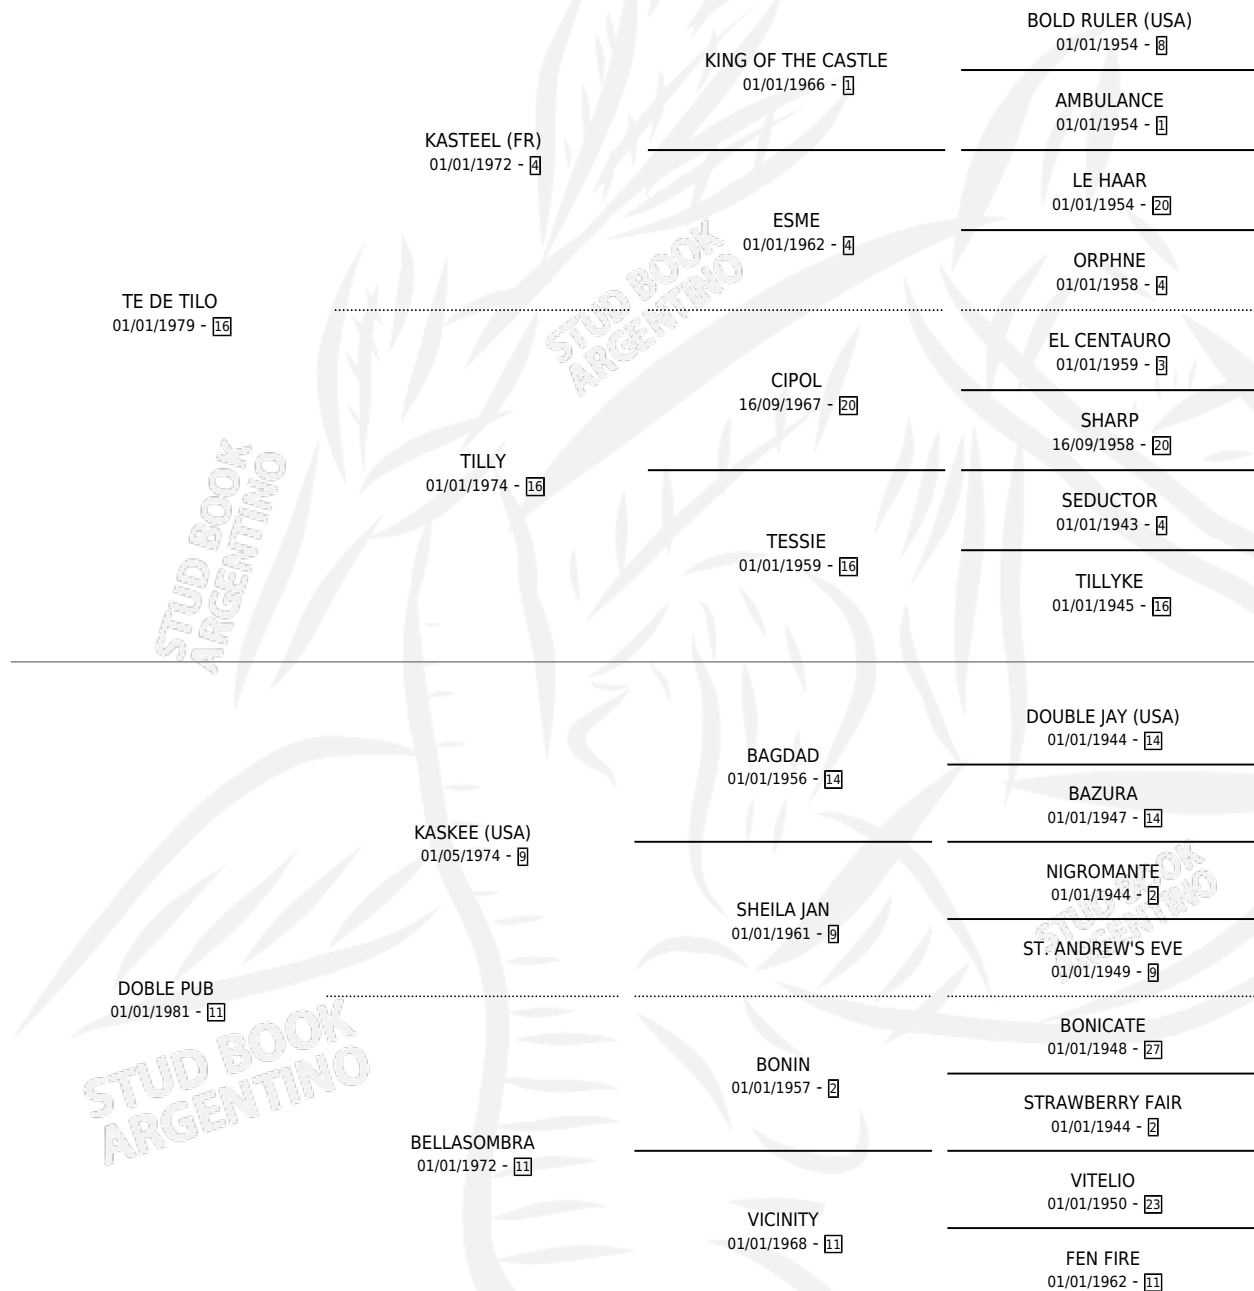 BOLD RULER (USA)
01/01/1954 - 8
KING OF THE CASTLE
01/01/1966 - 1
AMBULANCE
01/01/1954 - 1
KASTEEL (FR)
01/01/1972 - 4
LE HAAR
01/01/1954 - 20
ESME
01/01/1962 - 4
ORPHNE
01/01/1958 - 4
TE DE TILO
01/01/1979 - 16
EL CENTAURO
01/01/1959 - 3
CIPOL
16/09/1967 - 20
SHARP
16/09/1958 - 20
TILLY
01/01/1974 - 16
SEDUCTOR
01/01/1943 - 4
TESSIE
01/01/1959 - 16
TILLYKE
01/01/1945 - 16
DOUBLE JAY (USA)
01/01/1944 - 14
BAGDAD
01/01/1956 - 14
BAZURA
01/01/1947 - 14
KASKEE (USA)
01/05/1974 - 9
NIGROMANTE
01/01/1944 - 2
SHEILA JAN
01/01/1961 - 9
ST. ANDREW'S EVE
01/01/1949 - 9
DOBLE PUB
01/01/1981 - 11
BONICATE
01/01/1948 - 27
BONIN
01/01/1957 - 2
STRAWBERRY FAIR
01/01/1944 - 2
BELLASOMBRA
01/01/1972 - 11
VITELIO
01/01/1950 - 23
VICINITY
01/01/1968 - 11
FEN FIRE
01/01/1962 - 11
STUD BOOK
ARGENTINO
STUD BOOK
ARGENTINO
STUD BOOK
ARGENTINO
STUD BOOK
ARGENTINO